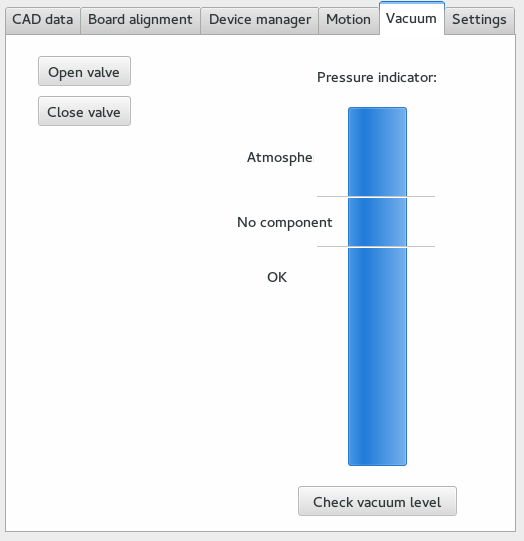 CAD data
Board alignment
Device manager
Motion
Vacuum
Settings
Open valve
Close valve
Pressure indicator:
Atmosphe
No component
OK
Check vacuum level